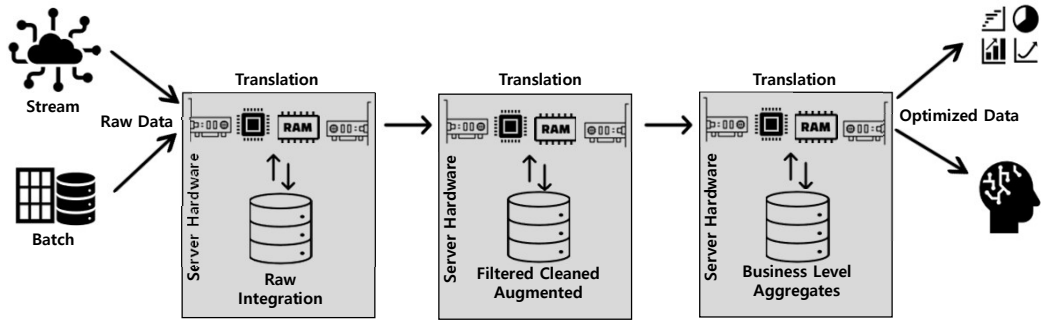 Stream
Batch
Raw Data
Translation
RAM
Server Hardware
Raw
Integration
Translation
RAM
Server Hardware
Filtered Cleaned
Augmented
Translation
RAM
Server Hardware
Business Level
Aggregates
Optimized Data